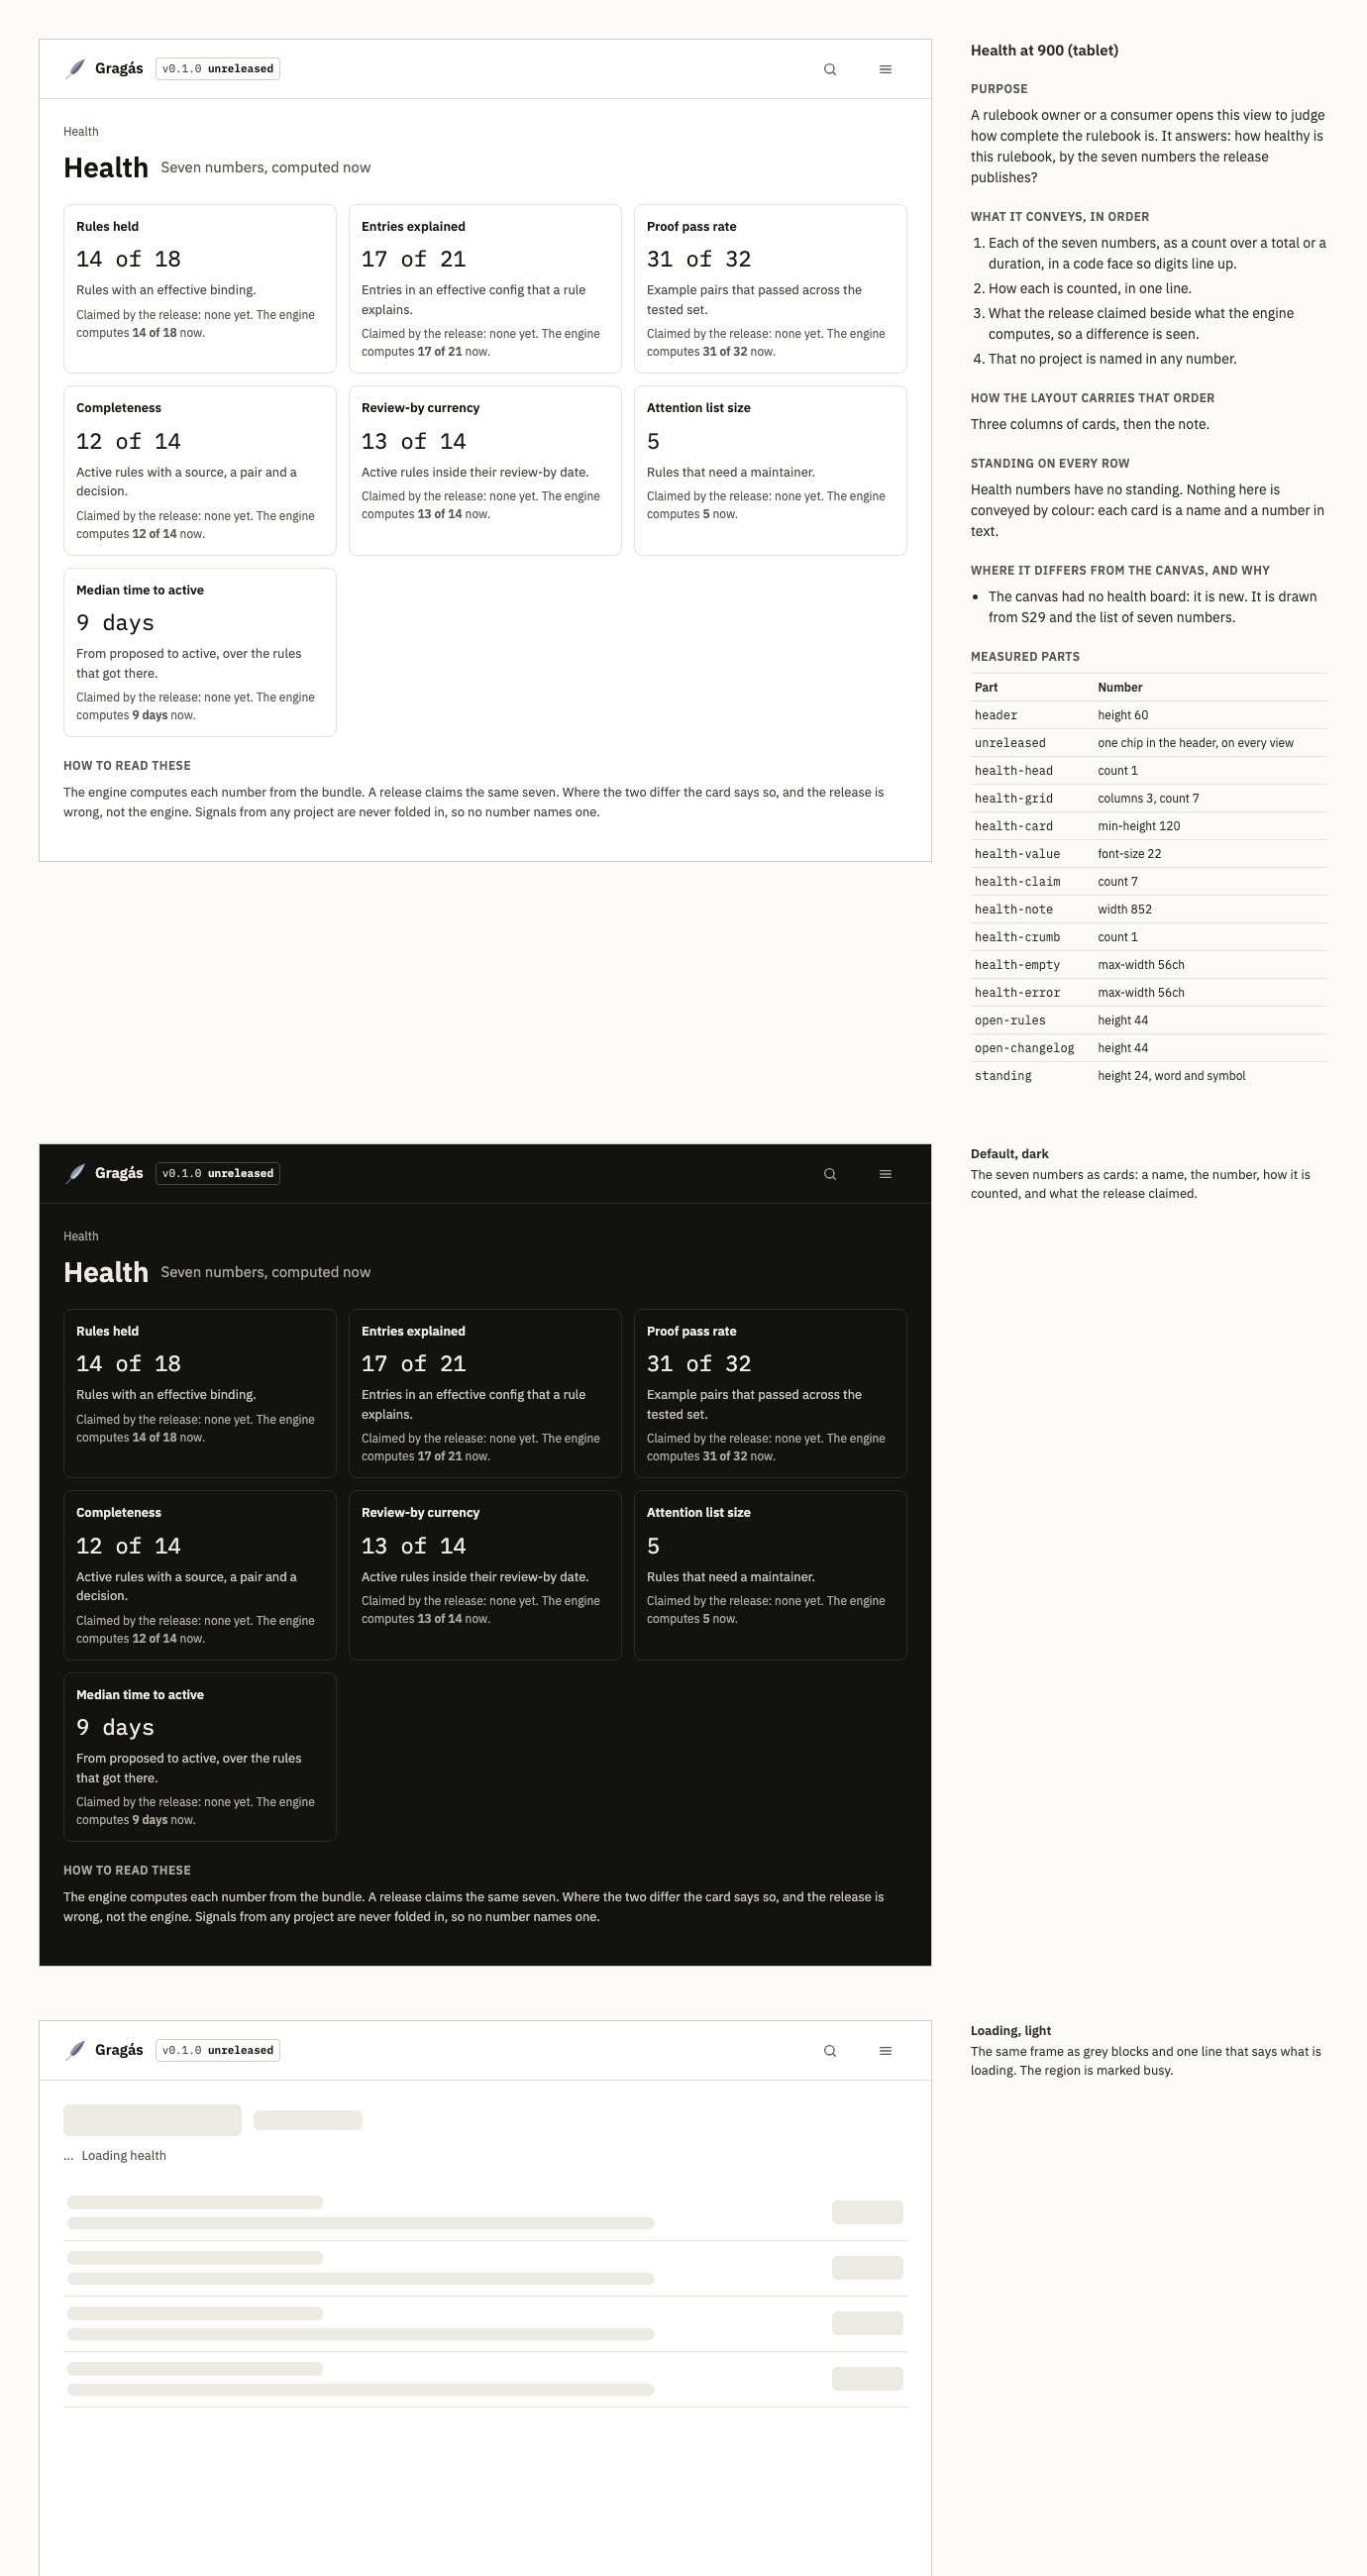 Gragás
v0.1.0 unreleased
Health
Health Seven numbers, computed now
Rules held
14 of 18
Rules with an effective binding.
Claimed by the release: none yet. The engine
computes 14 of 18 now.
Entries explained
17 of 21
Entries in an effective config that a rule
explains.
Claimed by the release: none yet. The engine
computes 17 of 21 now.
Proof pass rate
31 of 32
Example pairs that passed across the
tested set.
Claimed by the release: none yet. The engine
computes 31 of 32 now.
Completeness
12 of 14
Active rules with a source, a pair and a
decision.
Claimed by the release: none yet. The engine
computes 12 of 14 now.
Review-by currency
13 of 14
Active rules inside their review-by date.
Claimed by the release: none yet. The engine
computes 13 of 14 now.
Attention list size
5
Rules that need a maintainer.
Claimed by the release: none yet. The engine
computes 5 now.
Median time to active
9 days
From proposed to active, over the rules
that got there.
Claimed by the release: none yet. The engine
computes 9 days now.
HOW TO READ THESE
The engine computes each number from the bundle. A release claims the same seven. Where the two differ the card says so, and the release is
wrong, not the engine. Signals from any project are never folded in, so no number names one.
Health at 900 (tablet)
PURPOSE
A rulebook owner or a consumer opens this view to judge
how complete the rulebook is. It answers: how healthy is
this rulebook, by the seven numbers the release
publishes?
WHAT IT CONVEYS, IN ORDER
1. Each of the seven numbers, as a count over a total or a
duration, in a code face so digits line up.
2. How each is counted, in one line.
3. What the release claimed beside what the engine
computes, so a difference is seen.
4. That no project is named in any number.
HOW THE LAYOUT CARRIES THAT ORDER
Three columns of cards, then the note.
STANDING ON EVERY ROW
Health numbers have no standing. Nothing here is
conveyed by colour: each card is a name and a number in
text.
WHERE IT DIFFERS FROM THE CANVAS, AND WHY
• The canvas had no health board: it is new. It is drawn
from S29 and the list of seven numbers.
MEASURED PARTS
Part Number
header height 60
unreleased one chip in the header, on every view
health-head count 1
health-grid columns 3, count 7
health-card min-height 120
health-value font-size 22
health-claim count 7
health-note width 852
health-crumb count 1
health-empty max-width 56ch
health-error max-width 56ch
open-rules height 44
open-changelog height 44
standing height 24, word and symbol
Gragás
v0.1.0 unreleased
Health
Health Seven numbers, computed now
Rules held
14 of 18
Rules with an effective binding.
Claimed by the release: none yet. The engine
computes 14 of 18 now.
Entries explained
17 of 21
Entries in an effective config that a rule
explains.
Claimed by the release: none yet. The engine
computes 17 of 21 now.
Proof pass rate
31 of 32
Example pairs that passed across the
tested set.
Claimed by the release: none yet. The engine
computes 31 of 32 now.
Completeness
12 of 14
Active rules with a source, a pair and a
decision.
Claimed by the release: none yet. The engine
computes 12 of 14 now.
Review-by currency
13 of 14
Active rules inside their review-by date.
Claimed by the release: none yet. The engine
computes 13 of 14 now.
Attention list size
5
Rules that need a maintainer.
Claimed by the release: none yet. The engine
computes 5 now.
Median time to active
9 days
From proposed to active, over the rules
that got there.
Claimed by the release: none yet. The engine
computes 9 days now.
HOW TO READ THESE
The engine computes each number from the bundle. A release claims the same seven. Where the two differ the card says so, and the release is
wrong, not the engine. Signals from any project are never folded in, so no number names one.
Default, dark
The seven numbers as cards: a name, the number, how it is
counted, and what the release claimed.
Gragás
v0.1.0 unreleased
... Loading health
Loading, light
The same frame as grey blocks and one line that says what is
loading. The region is marked busy.